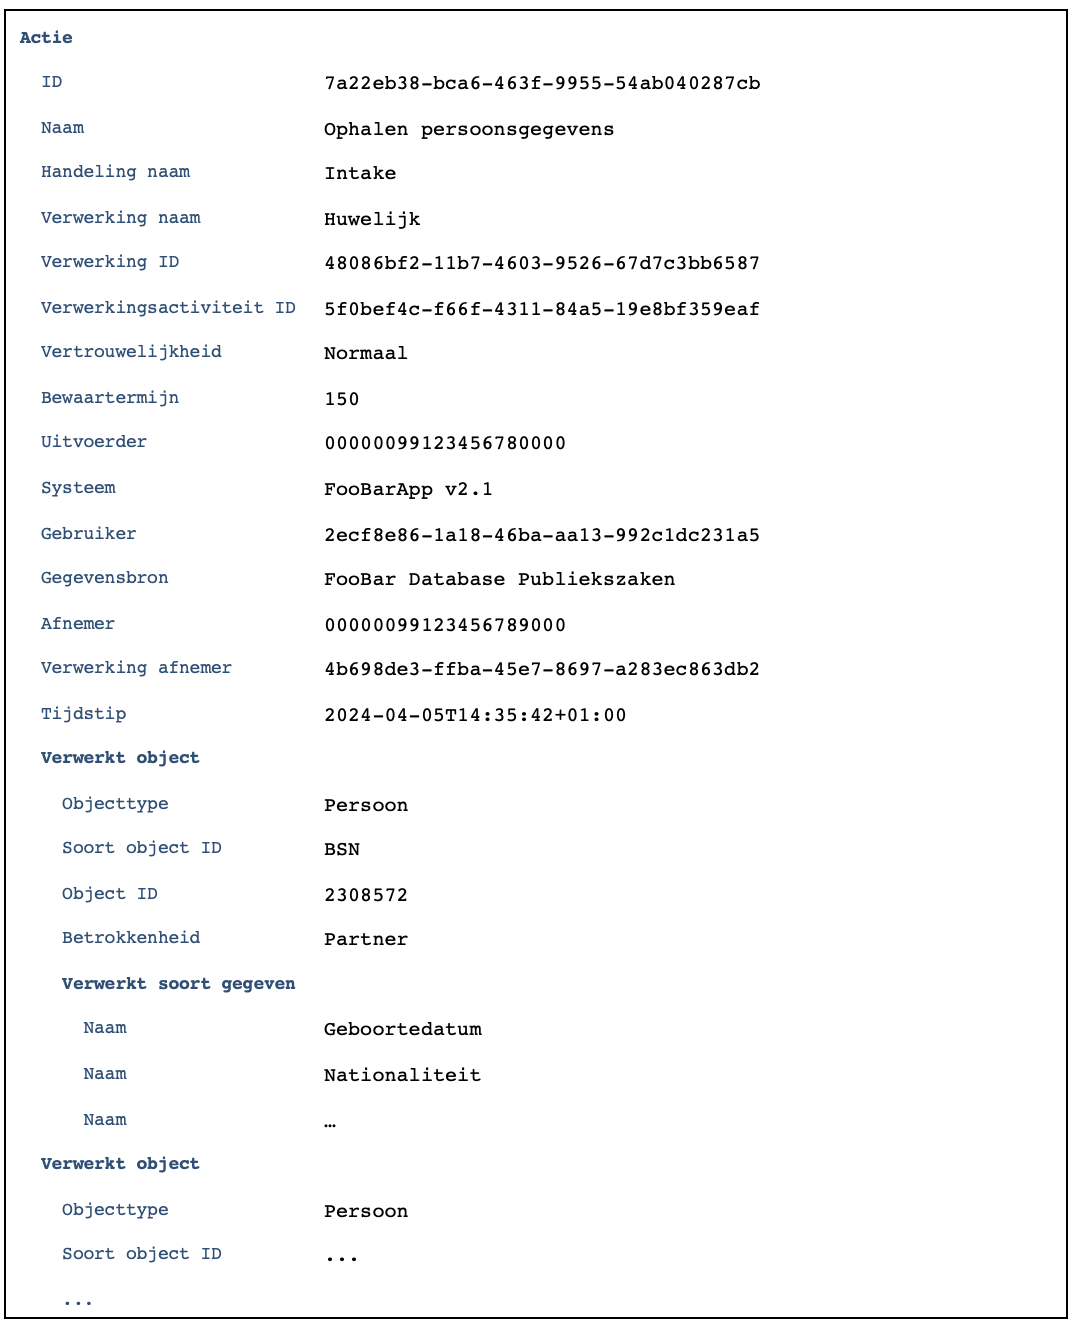 Actie
ID 7a22eb38-bca6-463f-9955-54ab040287cb
Naam Ophalen persoonsgegevens
Handeling naam Intake
Verwerking naam Huwelijk
Verwerking ID 48086bf2-11b7-4603-9526-67d7c3bb6587
Verwerkingsactiviteit ID 5f0bef4c-f66f-4311-84a5-19e8bf359eaf
Vertrouwelijkheid Normaal
Bewaartermijn 150
Uitvoerder 00000099123456780000
Systeem FooBarApp v2.1
Gebruiker 2ecf8e86-1a18-46ba-aa13-992c1dc231a5
Gegevensbron FooBar Database Publiekszaken
Afnemer 00000099123456789000
Verwerking afnemer 4b698de3-ffba-45e7-8697-a283ec863db2
Tijdstip 2024-04-05T14:35:42+01:00
Verwerkt object
Objecttype Persoon
Soort object ID BSN
Object ID 2308572
Betrokkenheid Partner
Verwerkt soort gegeven
Naam Geboortedatum
Naam Nationaliteit
Naam …
Verwerkt object
Objecttype Persoon
Soort object ID ...
...